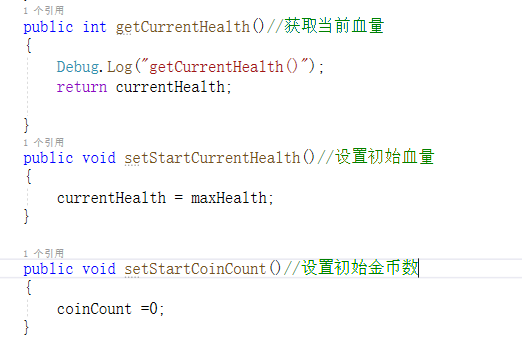 1 个引用
public int getCurrentHealth()//获取当前血量
{
Debug.Log("getCurrentHealth()");
return currentHealth;
}
1 个引用
public void setStartCurrentHealth()//设置初始血量
{
currentHealth = maxHealth;
}
1 个引用
public void setStartCoinCount()//设置初始金币数
{
coinCount =0;
}